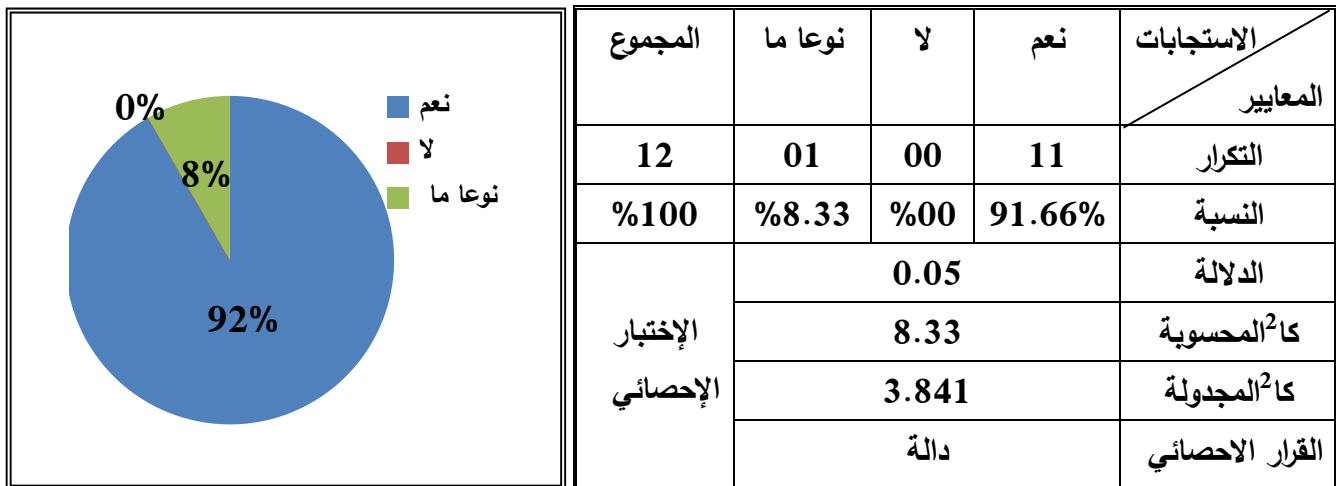 0%
8%
92%
نعم
لا
نوعا ما
الاستجابات نعم لا نوعا ما المجموع
المعايير
التكرار 11 00 01 12
النسبة 91.66% %00 %8.33 %100
الدلالة 0.05
كا²المحسوبة 8.33
كا²المجدولة 3.841
القرار الاحصائي دالة
الإختبار
الإحصائي